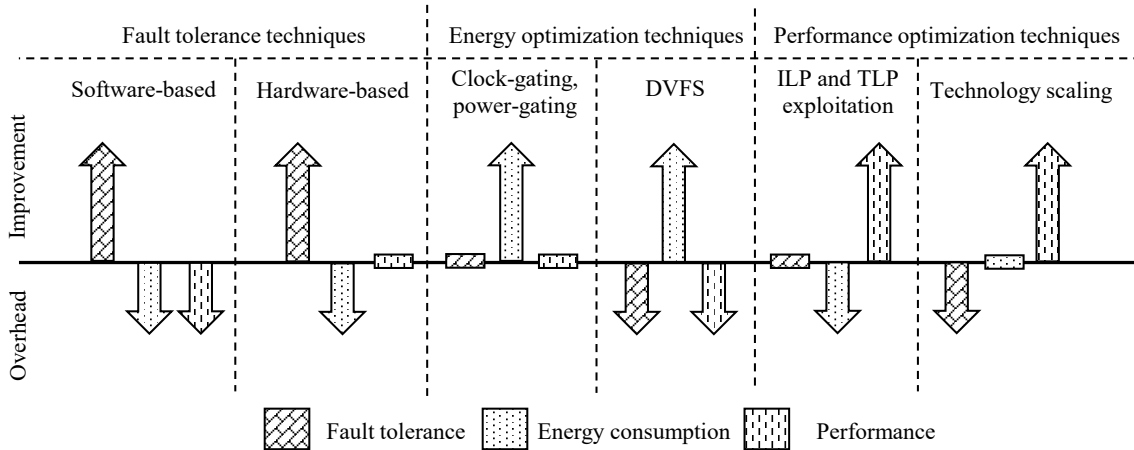 Fault tolerance techniques
Energy optimization techniques
Performance optimization techniques
Software-based
Hardware-based
Clock-gating,
power-gating
DVFS
ILP and TLP
exploitation
Technology scaling
Improvement
Overhead
Fault tolerance
Energy consumption
Performance